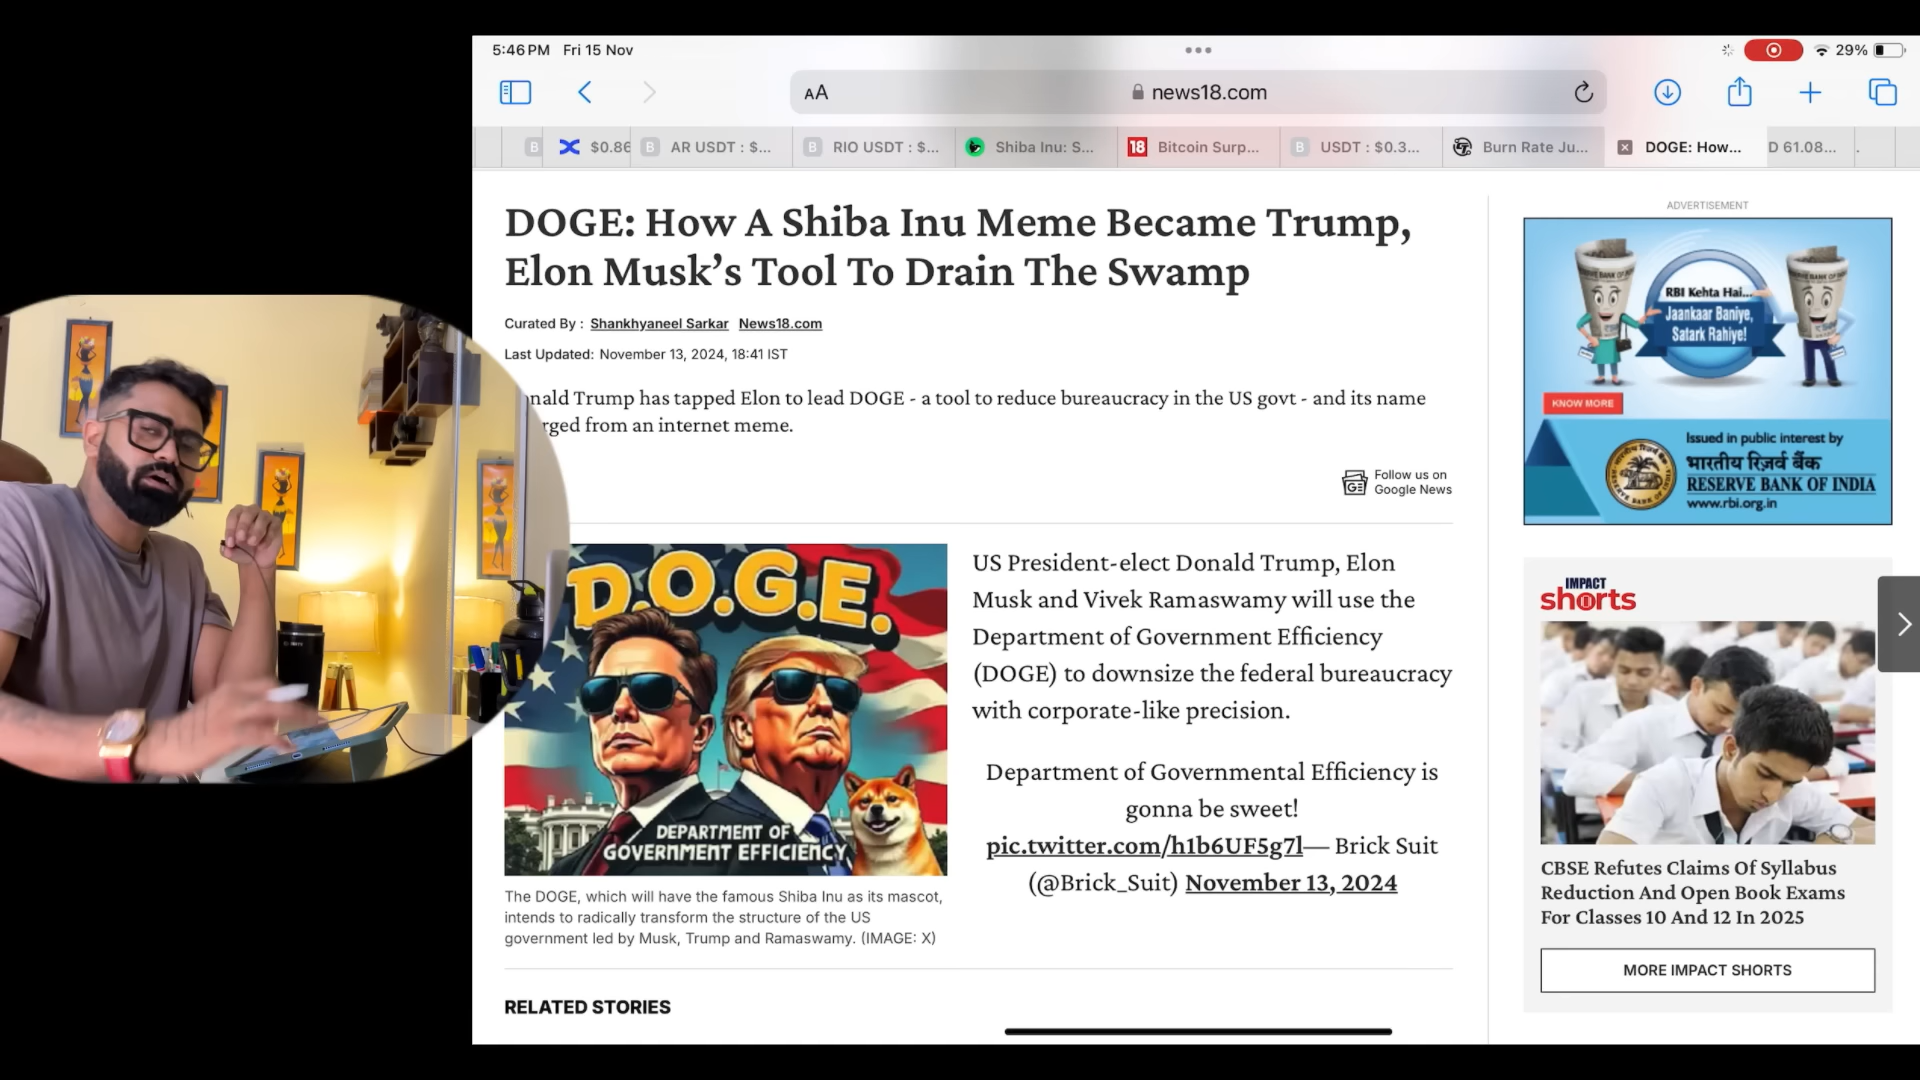 5:46 PM Fri 15 Nov
29%
AA
news18.com
$0.86
AR USDT : $...
RIO USDT : $...
Shiba Inu: S...
18 Bitcoin Surp...
USDT : $0.3...
Burn Rate Ju...
DOGE: How...
D 61.08...
DOGE: How A Shiba Inu Meme Became Trump,
Elon Musk’s Tool To Drain The Swamp
Curated By : Shankhyaneel Sarkar News18.com
Last Updated: November 13, 2024, 18:41 IST
nald Trump has tapped Elon to lead DOGE - a tool to reduce bureaucracy in the US govt - and its name
rged from an internet meme.
Follow us on
Google News
D.O.G.E.
DEPARTMENT OF
GOVERNMENT EFFICIENCY
The DOGE, which will have the famous Shiba Inu as its mascot,
intends to radically transform the structure of the US
government led by Musk, Trump and Ramaswamy. (IMAGE: X)
US President-elect Donald Trump, Elon
Musk and Vivek Ramaswamy will use the
Department of Government Efficiency
(DOGE) to downsize the federal bureaucracy
with corporate-like precision.
Department of Governmental Efficiency is
gonna be sweet!
pic.twitter.com/h1b6UF5g7l— Brick Suit
(@Brick_Suit) November 13, 2024
RELATED STORIES
ADVERTISEMENT
RBI Kehta Hai...
Jaankaar Baniye,
Satark Rahiye!
KNOW MORE
Issued in public interest by
भारतीय रिज़र्व बैंक
RESERVE BANK OF INDIA
www.rbi.org.in
IMPACT
shorts
CBSE Refutes Claims Of Syllabus
Reduction And Open Book Exams
For Classes 10 And 12 In 2025
MORE IMPACT SHORTS